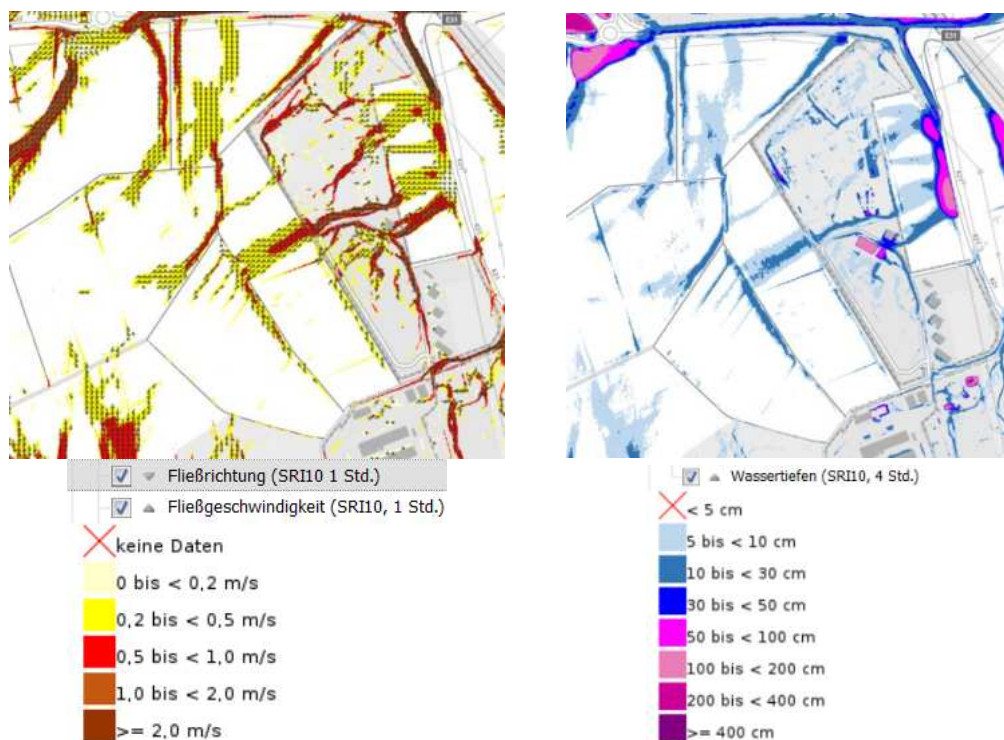 E31
E31
Fließrichtung (SRI10 1 Std.)
Fließgeschwindigkeit (SRI10, 1 Std.)
keine Daten
0 bis < 0,2 m/s
0,2 bis < 0,5 m/s
0,5 bis < 1,0 m/s
1,0 bis < 2,0 m/s
>= 2,0 m/s
Wassertiefen (SRI10, 4 Std.)
< 5 cm
5 bis < 10 cm
10 bis < 30 cm
30 bis < 50 cm
50 bis < 100 cm
100 bis < 200 cm
200 bis < 400 cm
>= 400 cm